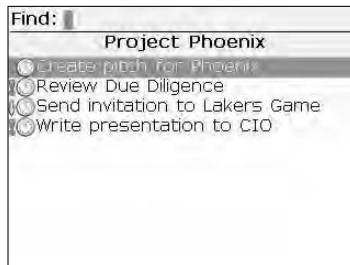 Find:
Project Phoenix
Create pitch for Phoenix
Review Due Diligence
Send invitation to Lakers Game
Write presentation to CIO